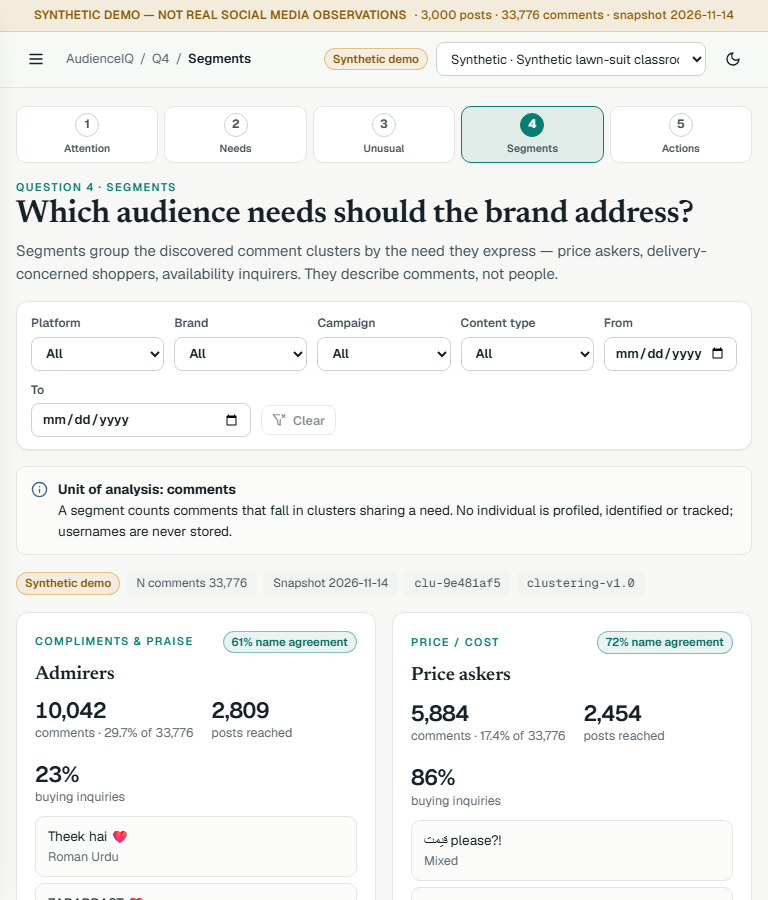 SYNTHETIC DEMO — NOT REAL SOCIAL MEDIA OBSERVATIONS · 3,000 posts · 33,776 comments · snapshot 2026-11-14
AudienceIQ / Q4 / Segments
Synthetic demo
Synthetic · Synthetic lawn-suit classroo
1
Attention
2
Needs
3
Unusual
4
Segments
5
Actions
QUESTION 4 · SEGMENTS
Which audience needs should the brand address?
Segments group the discovered comment clusters by the need they express — price askers, delivery-
concerned shoppers, availability inquirers. They describe comments, not people.
Platform Brand Campaign Content type From
All All All All mm/dd/yyyy
To
mm/dd/yyyy Clear
Unit of analysis: comments
A segment counts comments that fall in clusters sharing a need. No individual is profiled, identified or tracked;
usernames are never stored.
Synthetic demo N comments 33,776 Snapshot 2026-11-14 clu-9e481af5 clustering-v1.0
COMPLIMENTS & PRAISE 61% name agreement
Admirers
10,042 2,809
comments · 29.7% of 33,776 posts reached
23%
buying inquiries
Theek hai ❤️
Roman Urdu
PRICE / COST 72% name agreement
Price askers
5,884 2,454
comments · 17.4% of 33,776 posts reached
86%
buying inquiries
قیمت please?!
Mixed